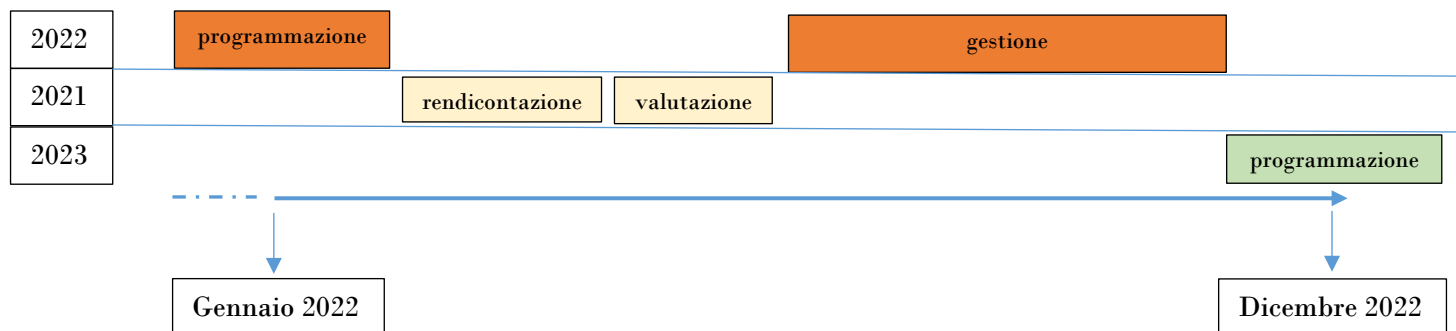 2022
programmazione
gestione
2021
rendicontazione
valutazione
2023
programmazione
Gennaio 2022
Dicembre 2022